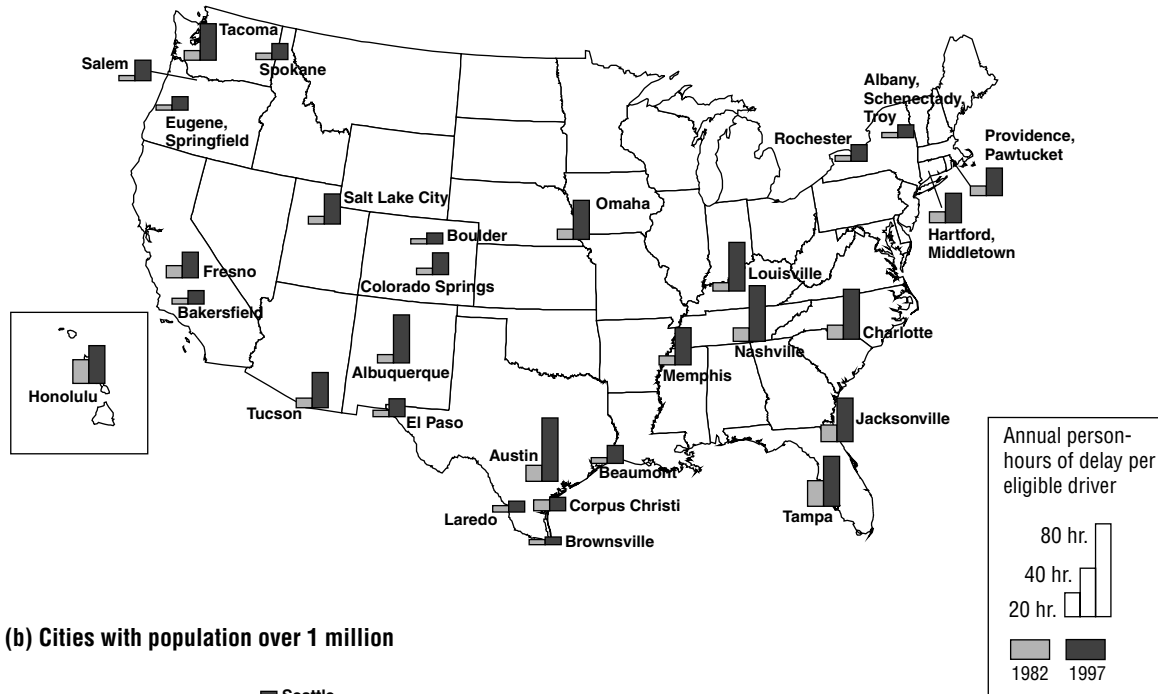 Tacoma
Salem
Spokane
Eugene,
Springfield
Albany,
Schenectady,
Troy
Rochester
Providence,
Pawtucket
Salt Lake City
Omaha
Hartford,
Middletown
Boulder
Fresno
Colorado Springs
Louisville
Bakersfield
Charlotte
Nashville
Albuquerque
Memphis
Honolulu
Tucson
El Paso
Jacksonville
Austin
Beaumont
Laredo
Corpus Christi
Tampa
Brownsville
Annual person-
hours of delay per
eligible driver
80 hr.
40 hr.
20 hr.
1982 1997
(b) Cities with population over 1 million
Seattle